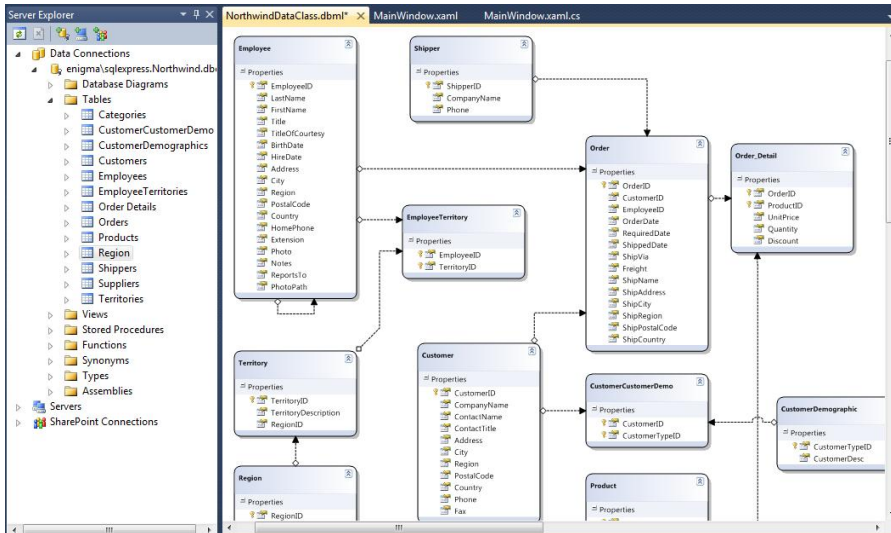 Server Explorer
Data Connections
enigma\sqlexpress.Northwind.db
Database Diagrams
Tables
Categories
CustomerCustomerDemo
CustomerDemographics
Customers
Employees
EmployeeTerritories
Order Details
Orders
Products
Region
Shippers
Suppliers
Territories
Views
Stored Procedures
Functions
Synonyms
Types
Assemblies
Servers
SharePoint Connections
NorthwindDataClass.dbml*
MainWindow.xaml
MainWindow.xaml.cs
Employee
Properties
EmployeeID
LastName
FirstName
Title
TitleOfCourtesy
BirthDate
HireDate
Address
City
Region
PostalCode
Country
HomePhone
Extension
Photo
Notes
ReportsTo
PhotoPath
Shipper
Properties
ShipperID
CompanyName
Phone
Order
Properties
OrderID
CustomerID
EmployeeID
OrderDate
RequiredDate
ShippedDate
ShipVia
Freight
ShipName
ShipAddress
ShipCity
ShipRegion
ShipPostalCode
ShipCountry
Order_Detail
Properties
OrderID
ProductID
UnitPrice
Quantity
Discount
EmployeeTerritory
Properties
EmployeeID
TerritoryID
Territory
Properties
TerritoryID
TerritoryDescription
RegionID
Customer
Properties
CustomerID
CompanyName
ContactName
ContactTitle
Address
City
Region
PostalCode
Country
Phone
Fax
CustomerCustomerDemo
Properties
CustomerID
CustomerTypeID
CustomerDemographic
Properties
CustomerTypeID
CustomerDesc
Region
Properties
RegionID
Product
Properties